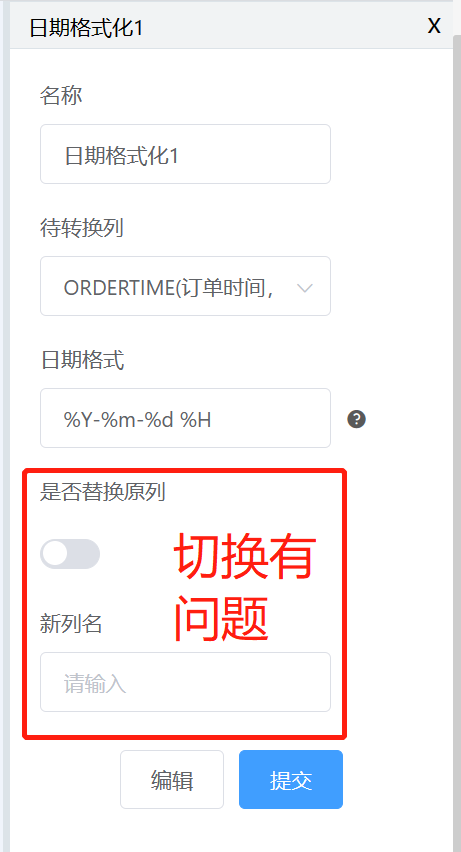 日期格式化1 X
名称
日期格式化1
待转换列
ORDERTIME(订单时间，
日期格式
%Y-%m-%d %H
?
是否替换原列
切换有
问题
新列名
请输入
编辑 提交